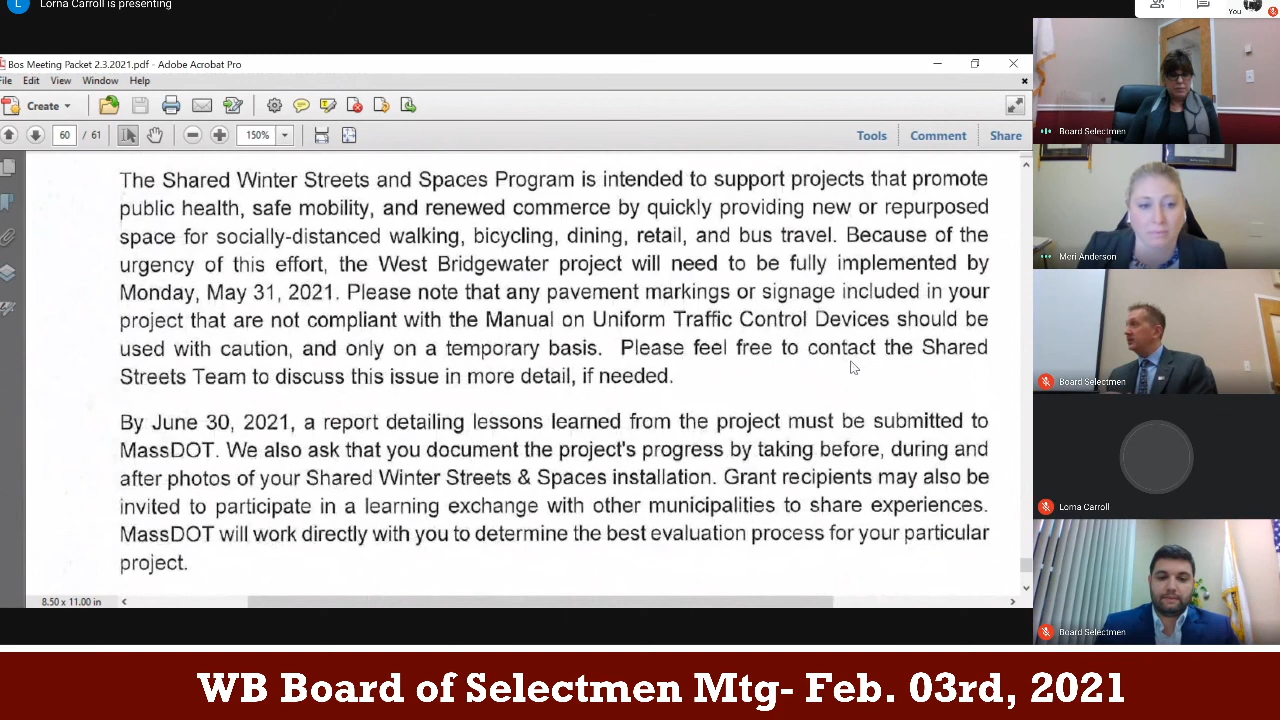 L
Lorna Carroll is presenting
You
Bos Meeting Packet 2.3.2021.pdf - Adobe Acrobat Pro
File Edit View Window Help
Create
60 / 61
150%
Tools Comment Share
The Shared Winter Streets and Spaces Program is intended to support projects that promote
public health, safe mobility, and renewed commerce by quickly providing new or repurposed
space for socially-distanced walking, bicycling, dining, retail, and bus travel. Because of the
urgency of this effort, the West Bridgewater project will need to be fully implemented by
Monday, May 31, 2021. Please note that any pavement markings or signage included in your
project that are not compliant with the Manual on Uniform Traffic Control Devices should be
used with caution, and only on a temporary basis. Please feel free to contact the Shared
Streets Team to discuss this issue in more detail, if needed.
By June 30, 2021, a report detailing lessons learned from the project must be submitted to
MassDOT. We also ask that you document the project's progress by taking before, during and
after photos of your Shared Winter Streets & Spaces installation. Grant recipients may also be
invited to participate in a learning exchange with other municipalities to share experiences.
MassDOT will work directly with you to determine the best evaluation process for your particular
project.
8.50 x 11.00 in
Board Selectmen
Meri Anderson
Board Selectmen
Lorna Carroll
Board Selectmen
WB Board of Selectmen Mtg- Feb. 03rd, 2021